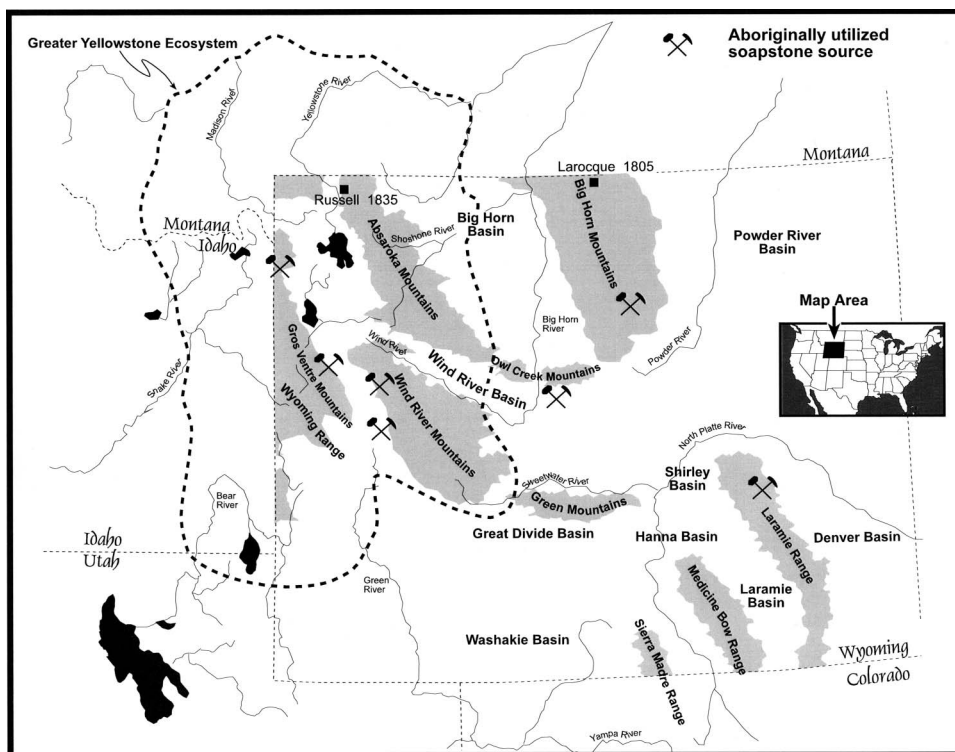 Greater Yellowstone Ecosystem
Aboriginally utilized
soapstone source
Madison River
Yellowstone River
Montana
Larocque 1805
Russell 1835
Big Horn Mountains
Montana
Idaho
Absaroka Mountains
Shoshone River
Big Horn
Basin
Powder River
Basin
Map Area
Snake River
Gros Ventre Mountains
Wyoming Range
Wind River
Wind River Basin
Big Horn
River
Owl Creek Mountains
Powder River
Wind River Mountains
North Platte River
Bear
River
Sweetwater River
Green Mountains
Shirley
Basin
Great Divide Basin
Hanna Basin
Laramie Range
Denver Basin
Idaho
Utah
Green
River
Medicine Bow Range
Laramie
Basin
Washakie Basin
Sierra Madre Range
Wyoming
Colorado
Yampa River